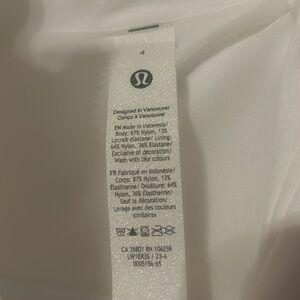 4
Designed in Vancouver
Conçu à Vancouver
EN Made in Indonesia/
Body: 87% Nylon, 13%
Lycra® elastane/ Lining:
64% Nylon, 36% Elastane/
Exclusive of decoration/
Wash with like colours
FR Fabriqué en Indonésie/
Corps: 87% Nylon, 13%
Élasthanne/ Doublure: 64%
Nylon, 36% Élasthanne/
Sauf la décoration/
Lavage avec des couleurs
similaires
CA 35801 RN 106259
LW1ER3S / 23-4
0005156 65